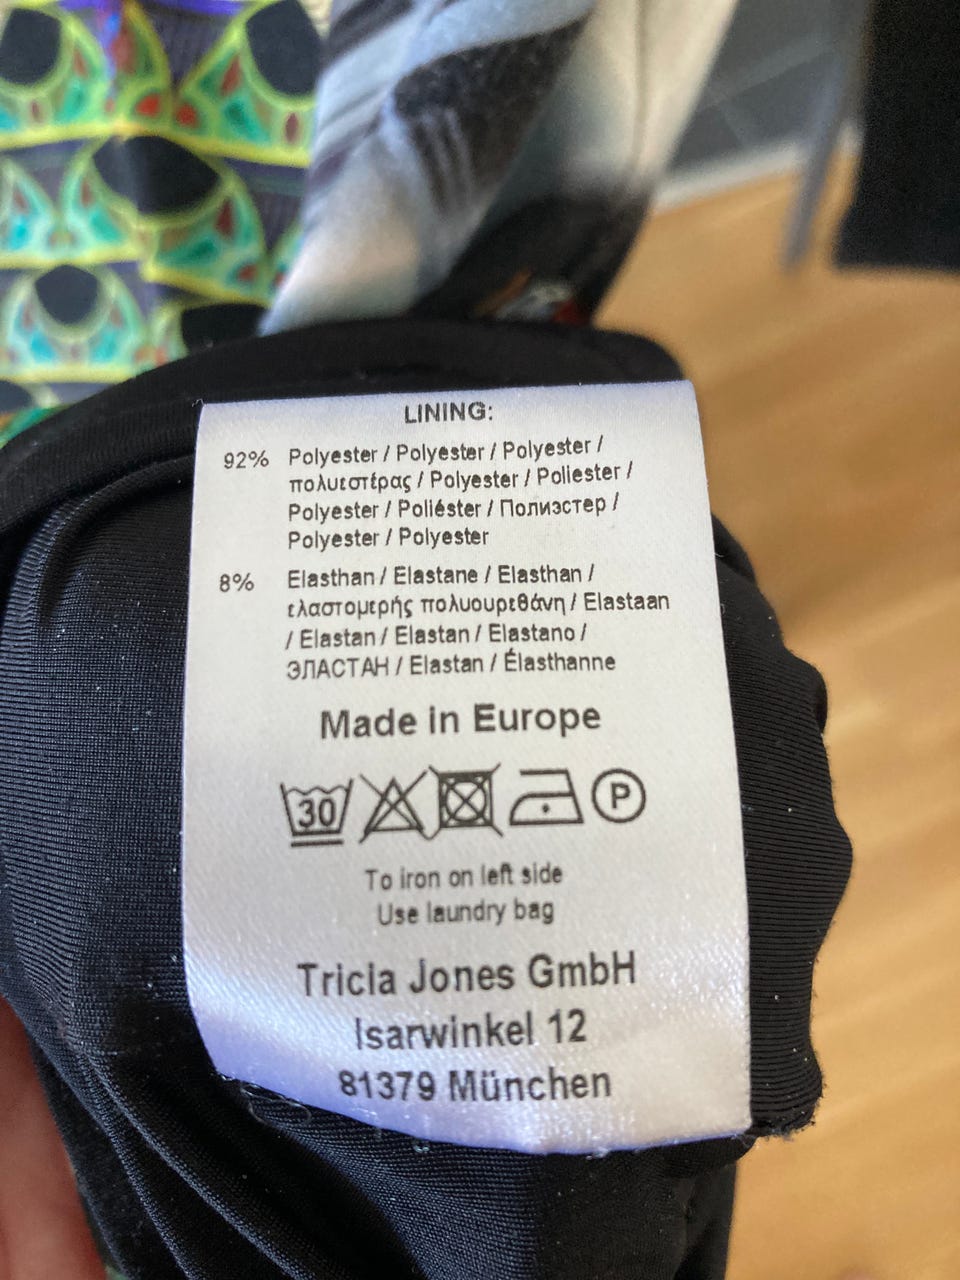 LINING:
92% Polyester / Polyester / Polyester /
πολυεστέρας / Polyester / Poliester /
Polyester / Poliéster / Полиэстер /
Polyester / Polyester
8% Elasthan / Elastane / Elasthan /
ελαστομερής πολυουρεθάνη / Elastaan
/ Elastan / Elastan / Elastano /
ЭЛАСТАН / Elastan / Élasthanne
Made in Europe
30 P
To iron on left side
Use laundry bag
Tricia Jones GmbH
Isarwinkel 12
81379 München